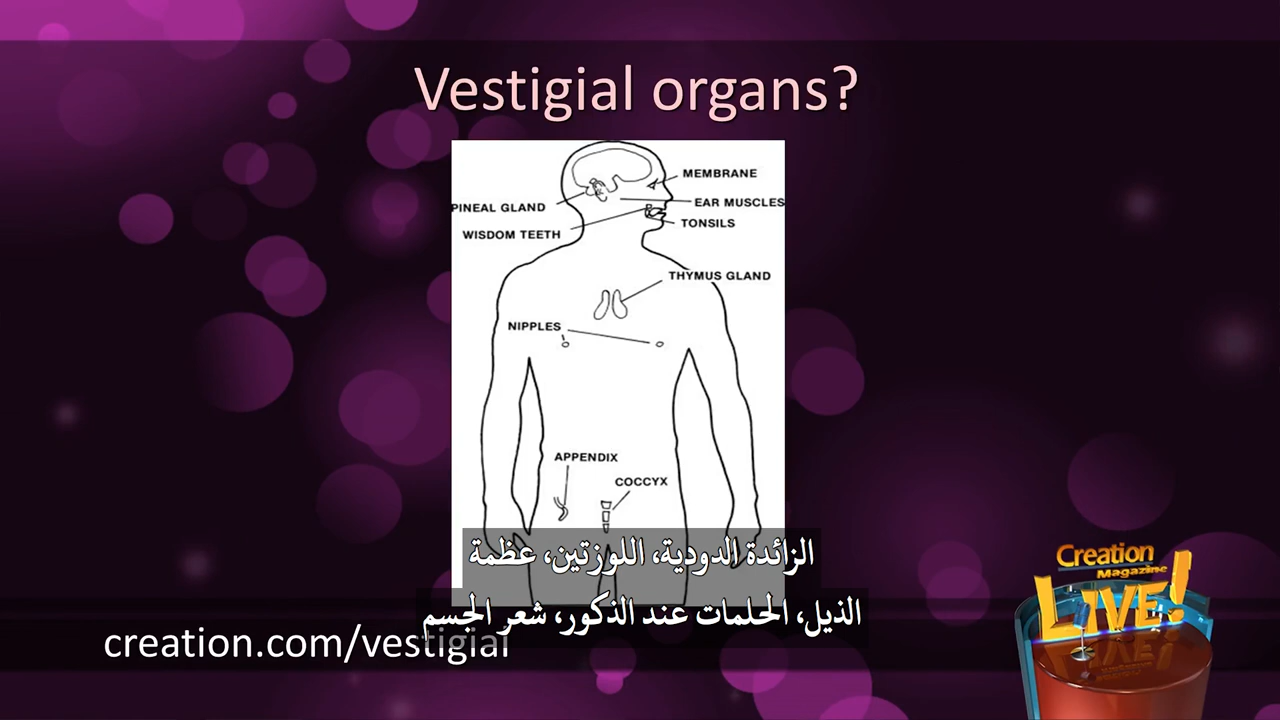 Vestigial organs?
MEMBRANE
EAR MUSCLES
PINEAL GLAND
TONSILS
WISDOM TEETH
THYMUS GLAND
NIPPLES
APPENDIX
COCCYX
الزائدة الدودية، اللوزتين، عظمة
الذيل، الحلمات عند الذكور، شعر الجسم
creation.com/vestigial
Creation
Magazine
LIVE!